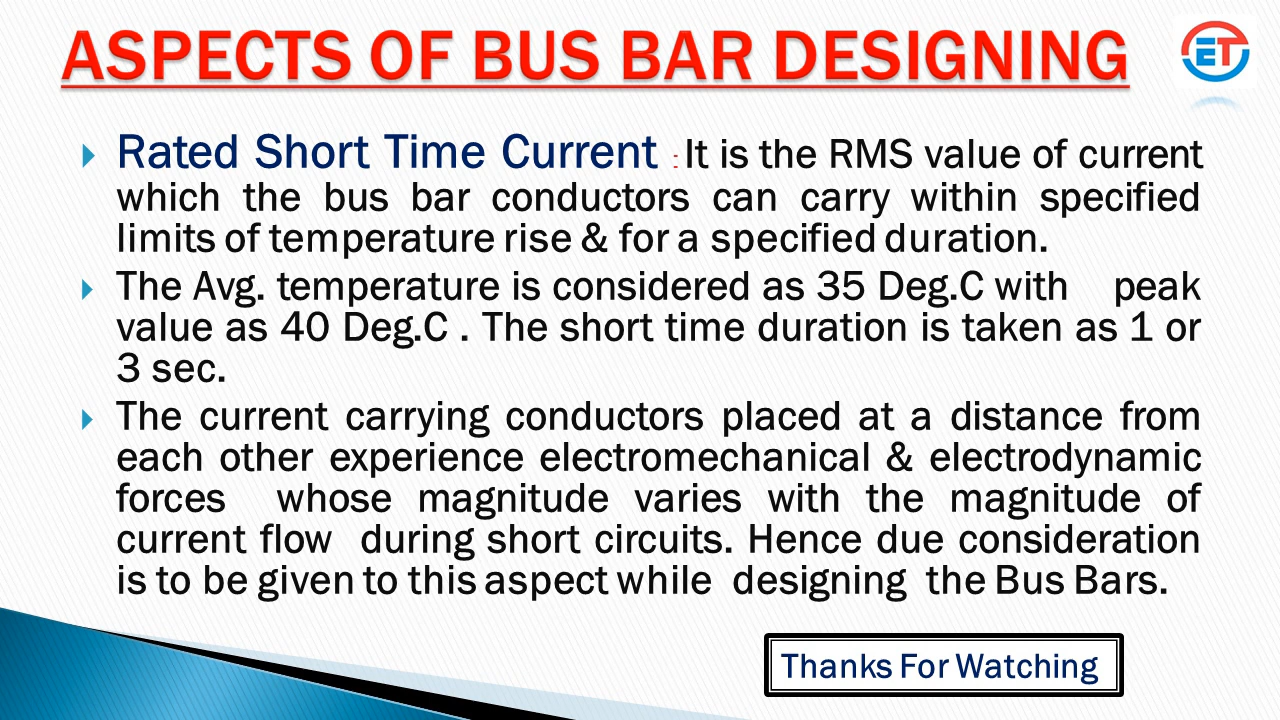 ASPECTS OF BUS BAR DESIGNING
ET
Rated Short Time Current : It is the RMS value of current
which the bus bar conductors can carry within specified
limits of temperature rise & for a specified duration.
The Avg. temperature is considered as 35 Deg.C with peak
value as 40 Deg.C . The short time duration is taken as 1 or
3 sec.
The current carrying conductors placed at a distance from
each other experience electromechanical & electrodynamic
forces whose magnitude varies with the magnitude of
current flow during short circuits. Hence due consideration
is to be given to this aspect while designing the Bus Bars.
Thanks For Watching